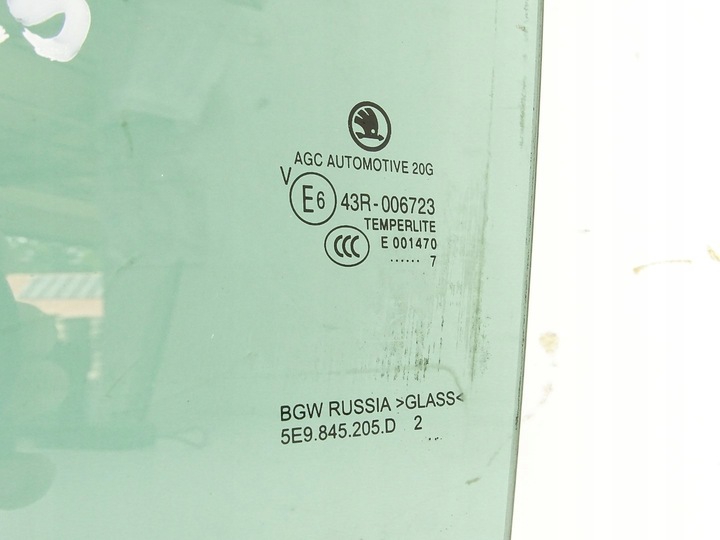 AGC AUTOMOTIVE 20G
V
E6 43R-006723
TEMPERLITE
CCC E 001470
...... 7
BGW RUSSIA >GLASS<
5E9.845.205.D 2
..